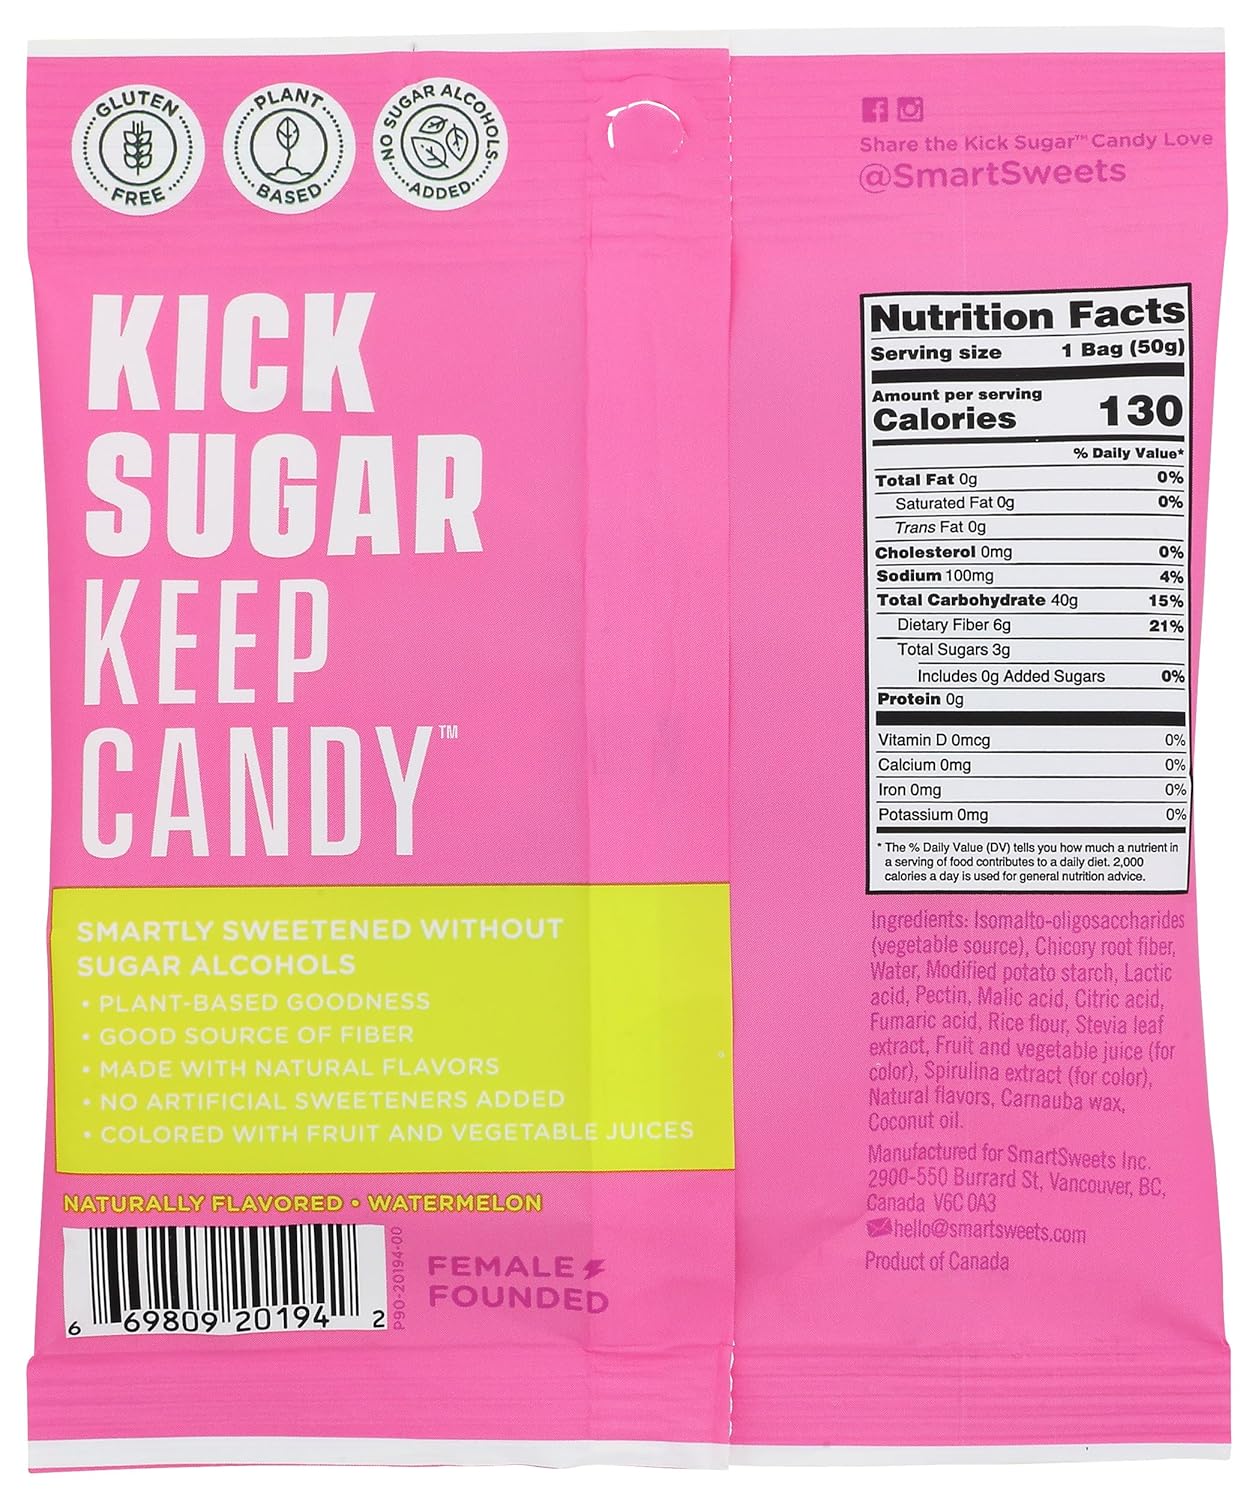 GLUTEN
FREE
PLANT
BASED
NO SUGAR ALCOHOLS
ADDED
KICK
SUGAR
KEEP
CANDY™
SMARTLY SWEETENED WITHOUT
SUGAR ALCOHOLS
• PLANT-BASED GOODNESS
• GOOD SOURCE OF FIBER
• MADE WITH NATURAL FLAVORS
• NO ARTIFICIAL SWEETENERS ADDED
• COLORED WITH FRUIT AND VEGETABLE JUICES
NATURALLY FLAVORED • WATERMELON
6 69809 20194 2
P90-20194-00
FEMALE
FOUNDED
Share the Kick Sugar™ Candy Love
@SmartSweets
Nutrition Facts
Serving size 1 Bag (50g)
Amount per serving
Calories 130
% Daily Value*
Total Fat 0g 0%
Saturated Fat 0g 0%
Trans Fat 0g
Cholesterol 0mg 0%
Sodium 100mg 4%
Total Carbohydrate 40g 15%
Dietary Fiber 6g 21%
Total Sugars 3g
Includes 0g Added Sugars 0%
Protein 0g
Vitamin D 0mcg 0%
Calcium 0mg 0%
Iron 0mg 0%
Potassium 0mg 0%
* The % Daily Value (DV) tells you how much a nutrient in
a serving of food contributes to a daily diet. 2,000
calories a day is used for general nutrition advice.
Ingredients: Isomalto-oligosaccharides
(vegetable source), Chicory root fiber,
Water, Modified potato starch, Lactic
acid, Pectin, Malic acid, Citric acid,
Fumaric acid, Rice flour, Stevia leaf
extract, Fruit and vegetable juice (for
color), Spirulina extract (for color),
Natural flavors, Carnauba wax,
Coconut oil.
Manufactured for SmartSweets Inc.
2900-550 Burrard St, Vancouver, BC,
Canada V6C 0A3
hello@smartsweets.com
Product of Canada